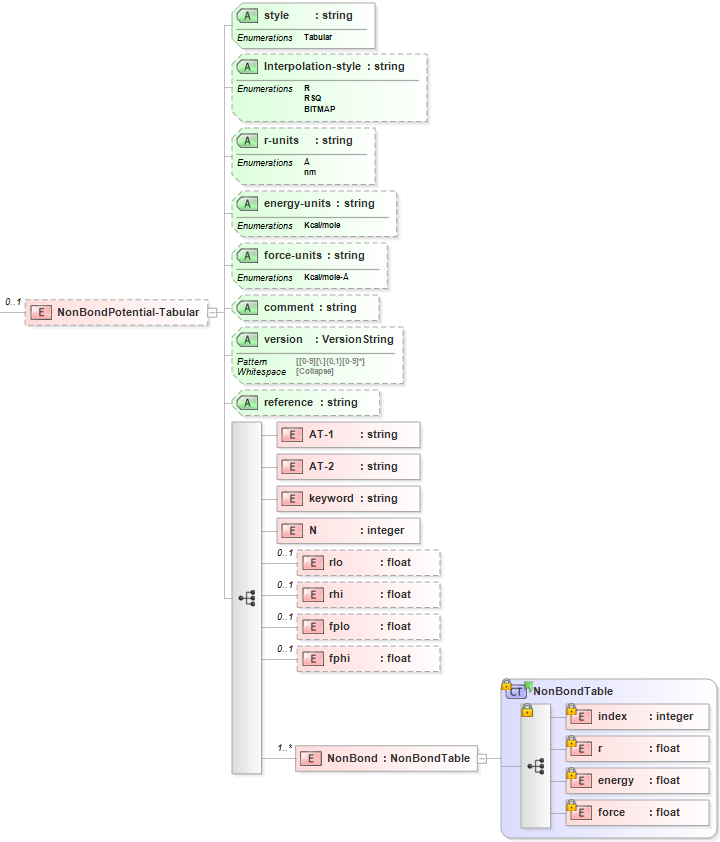 A style : string
Enumerations Tabular
A Interpolation-style : string
Enumerations R
RSQ
BITMAP
A r-units : string
Enumerations A
nm
A energy-units : string
Enumerations Kcal/mole
A force-units : string
Enumerations Kcal/mole-A
0..1
E NonBondPotential-Tabular
A comment : string
A version : VersionString
Pattern [[0-9][\.]{0,1}[0-9]*]
Whitespace [Collapse]
A reference : string
E AT-1 : string
E AT-2 : string
E keyword : string
E N : integer
0..1
E rlo : float
0..1
E rhi : float
0..1
E fplo : float
0..1
E fphi : float
1..*
E NonBond : NonBondTable
CT NonBondTable
E index : integer
E r : float
E energy : float
E force : float